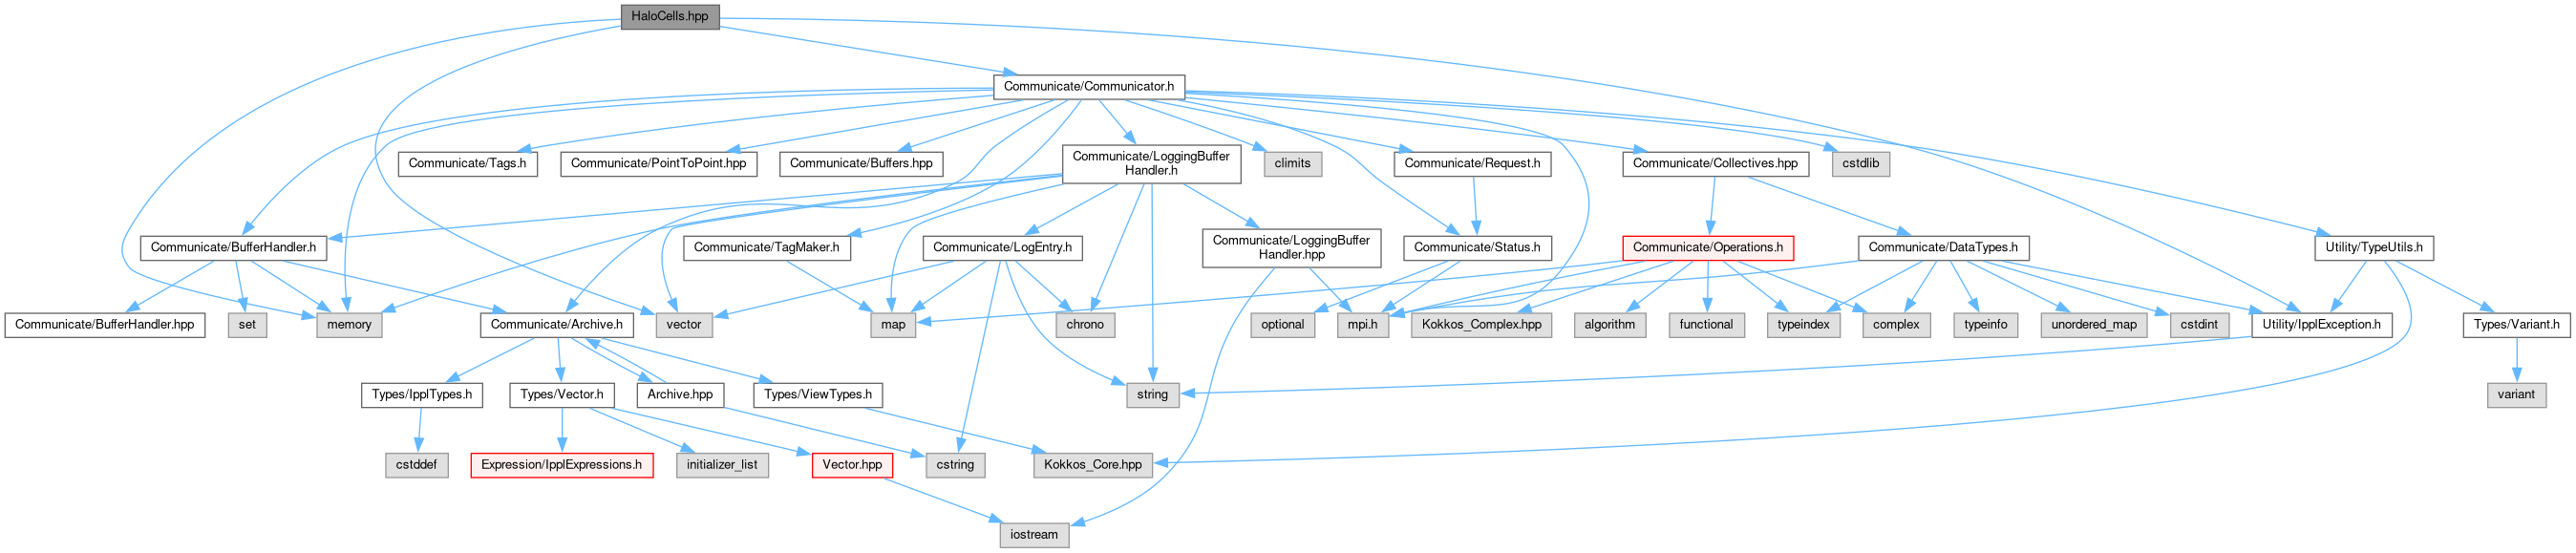 HaloCells.hpp
Communicate/Communicator.h
Communicate/Tags.h
Communicate/PointToPoint.hpp
Communicate/Buffers.hpp
Communicate/LoggingBuffer
Handler.h
climits
Communicate/Request.h
Communicate/Collectives.hpp
cstdlib
Communicate/BufferHandler.h
Communicate/TagMaker.h
Communicate/LogEntry.h
Communicate/LoggingBuffer
Handler.hpp
Communicate/Status.h
Communicate/Operations.h
Communicate/DataTypes.h
Utility/TypeUtils.h
Communicate/BufferHandler.hpp
set
memory
Communicate/Archive.h
vector
map
chrono
optional
mpi.h
Kokkos_Complex.hpp
algorithm
functional
typeindex
complex
typeinfo
unordered_map
cstdint
Utility/IpplException.h
Types/Variant.h
Types/IpplTypes.h
Types/Vector.h
Archive.hpp
Types/ViewTypes.h
string
variant
cstddef
Expression/IpplExpressions.h
initializer_list
Vector.hpp
cstring
Kokkos_Core.hpp
iostream